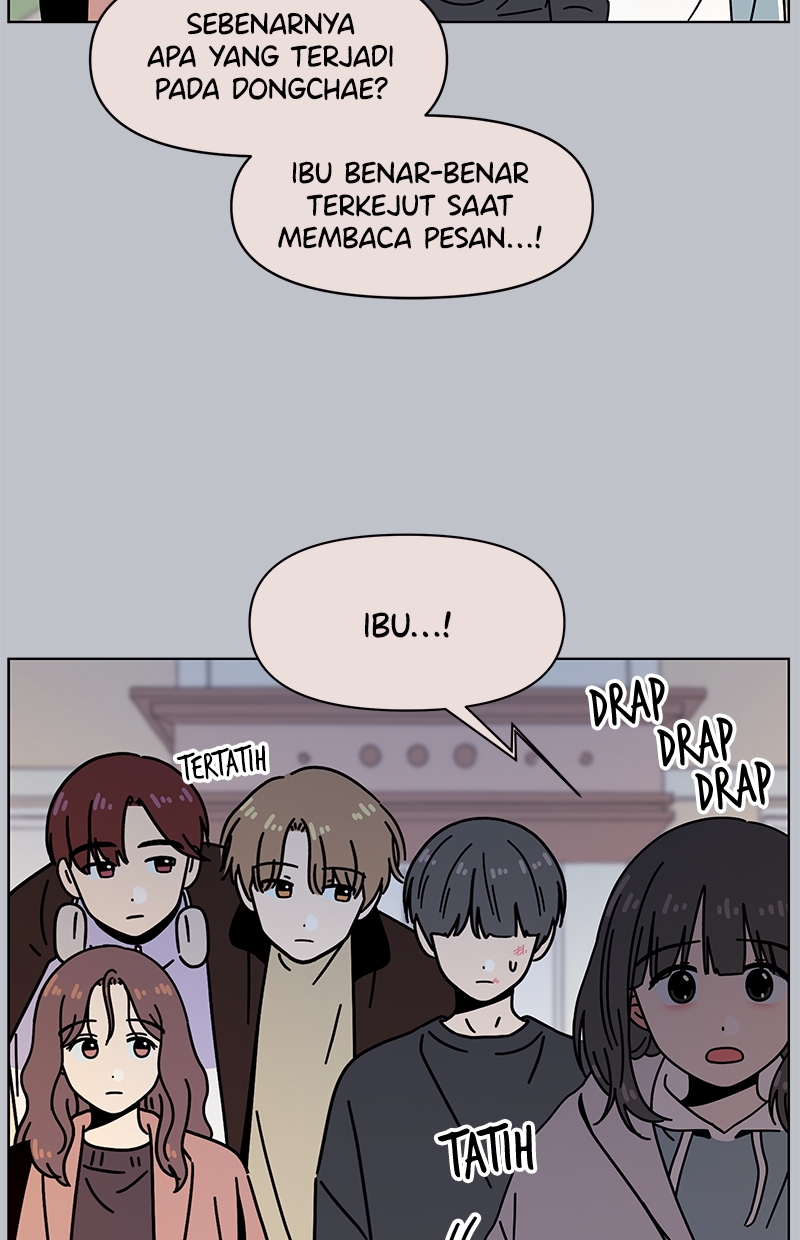 SEBENARNYA
APA YANG TERJADI
PADA DONGCHAE?
IBU BENAR-BENAR
TERKEJUT SAAT
MEMBACA PESAN...!
IBU...!
DRAP
DRAP
DRAP
TERTATIH
TATIH